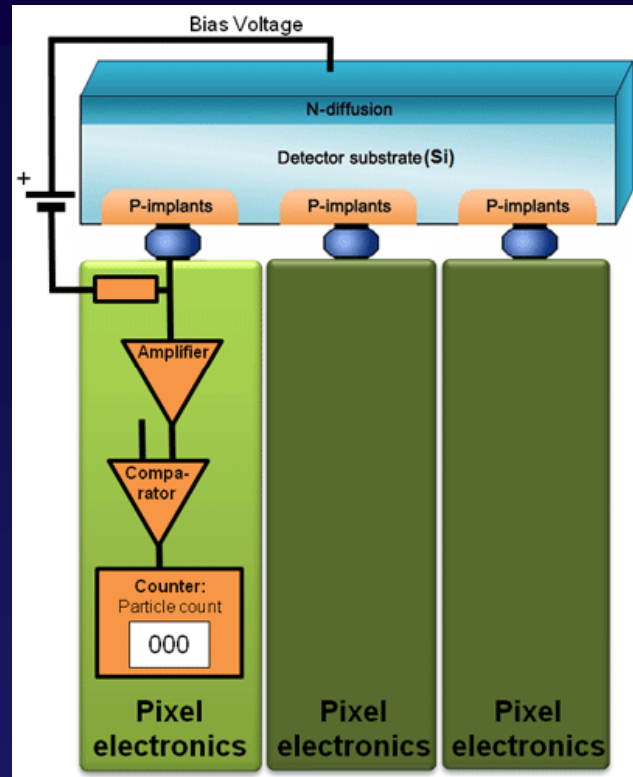 Bias Voltage
N-diffusion
Detector substrate (Si)
+
P-implants
P-implants
P-implants
Amplifier
Compa-
rator
Counter:
Particle count
000
Pixel
electronics
Pixel
electronics
Pixel
electronics